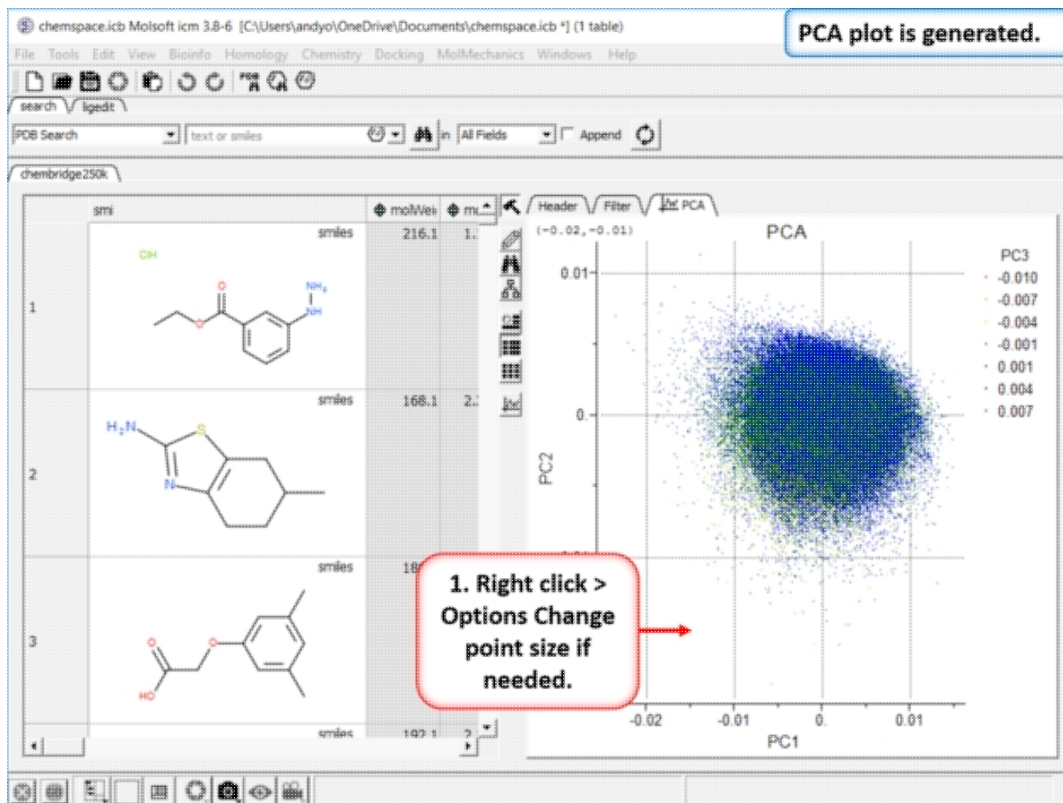 chemspace.icb Molsoft icm 3.8-6 [C:\Users\andyo\OneDrive\Documents\chemspace.icb *] (1 table)
PCA plot is generated.
File Tools Edit View Bioinfo Homology Chemistry Docking MolMechanics Windows Help
search ligedit
PDB Search text or smiles in All Fields Append
chembridge250k
smi molWei
Header Filter PCA
(-0.02,-0.01)
PCA
smiles 216.1 1.
ClH
NH2
NH
O
O
1
smiles 168.1 2.
H2N
S
N
2
smiles
O
O
HO
3
smiles 192.1 2
PC3
-0.010
-0.007
-0.004
-0.001
0.001
0.004
0.007
0.01
0.
PC2
-0.02 -0.01 0. 0.01
PC1
1. Right click >
Options Change
point size if
needed.